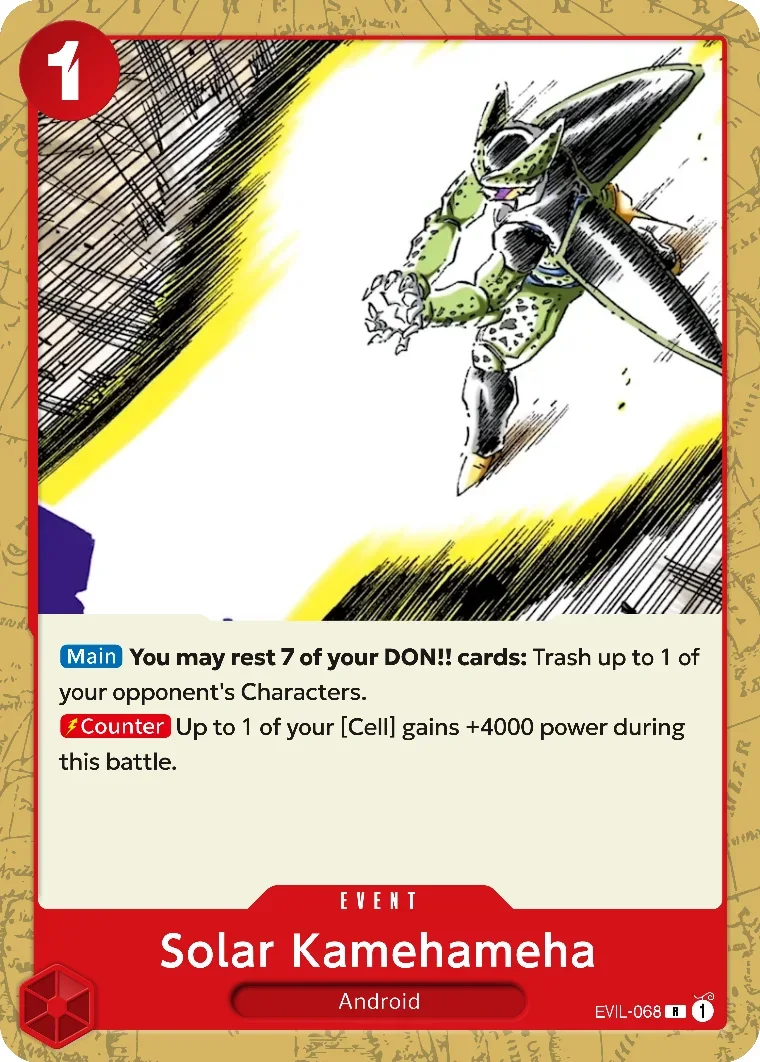 1
Main You may rest 7 of your DON!! cards: Trash up to 1 of
your opponent's Characters.
Counter Up to 1 of your [Cell] gains +4000 power during
this battle.
EVENT
Solar Kamehameha
Android
EVIL-068 R 1